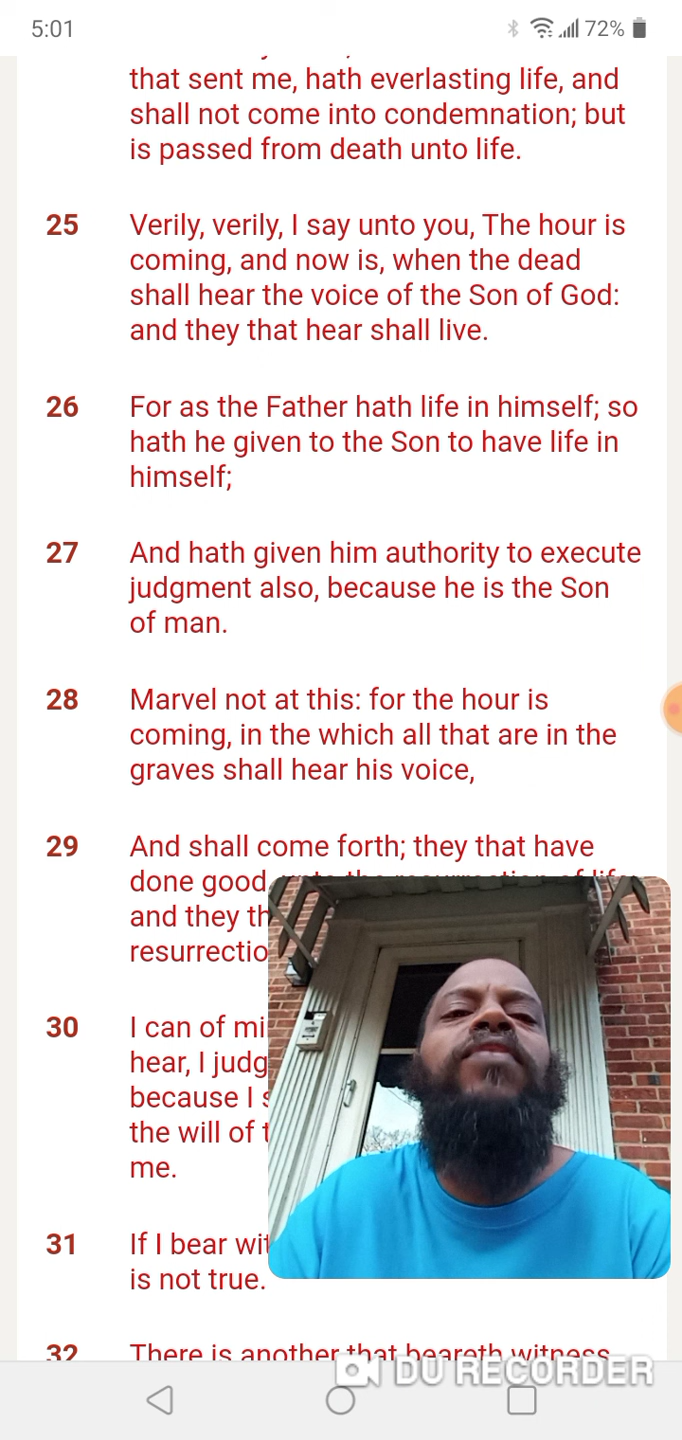 5:01
72%
that sent me, hath everlasting life, and
shall not come into condemnation; but
is passed from death unto life.
25 Verily, verily, I say unto you, The hour is
coming, and now is, when the dead
shall hear the voice of the Son of God:
and they that hear shall live.
26 For as the Father hath life in himself; so
hath he given to the Son to have life in
himself;
27 And hath given him authority to execute
judgment also, because he is the Son
of man.
28 Marvel not at this: for the hour is
coming, in the which all that are in the
graves shall hear his voice,
29 And shall come forth; they that have
done good,
and they
30 I can of
hear, I
because I
the will of
me.
31 If I bear
is not true.
32 There is another that beareth witness
DU RECORDER